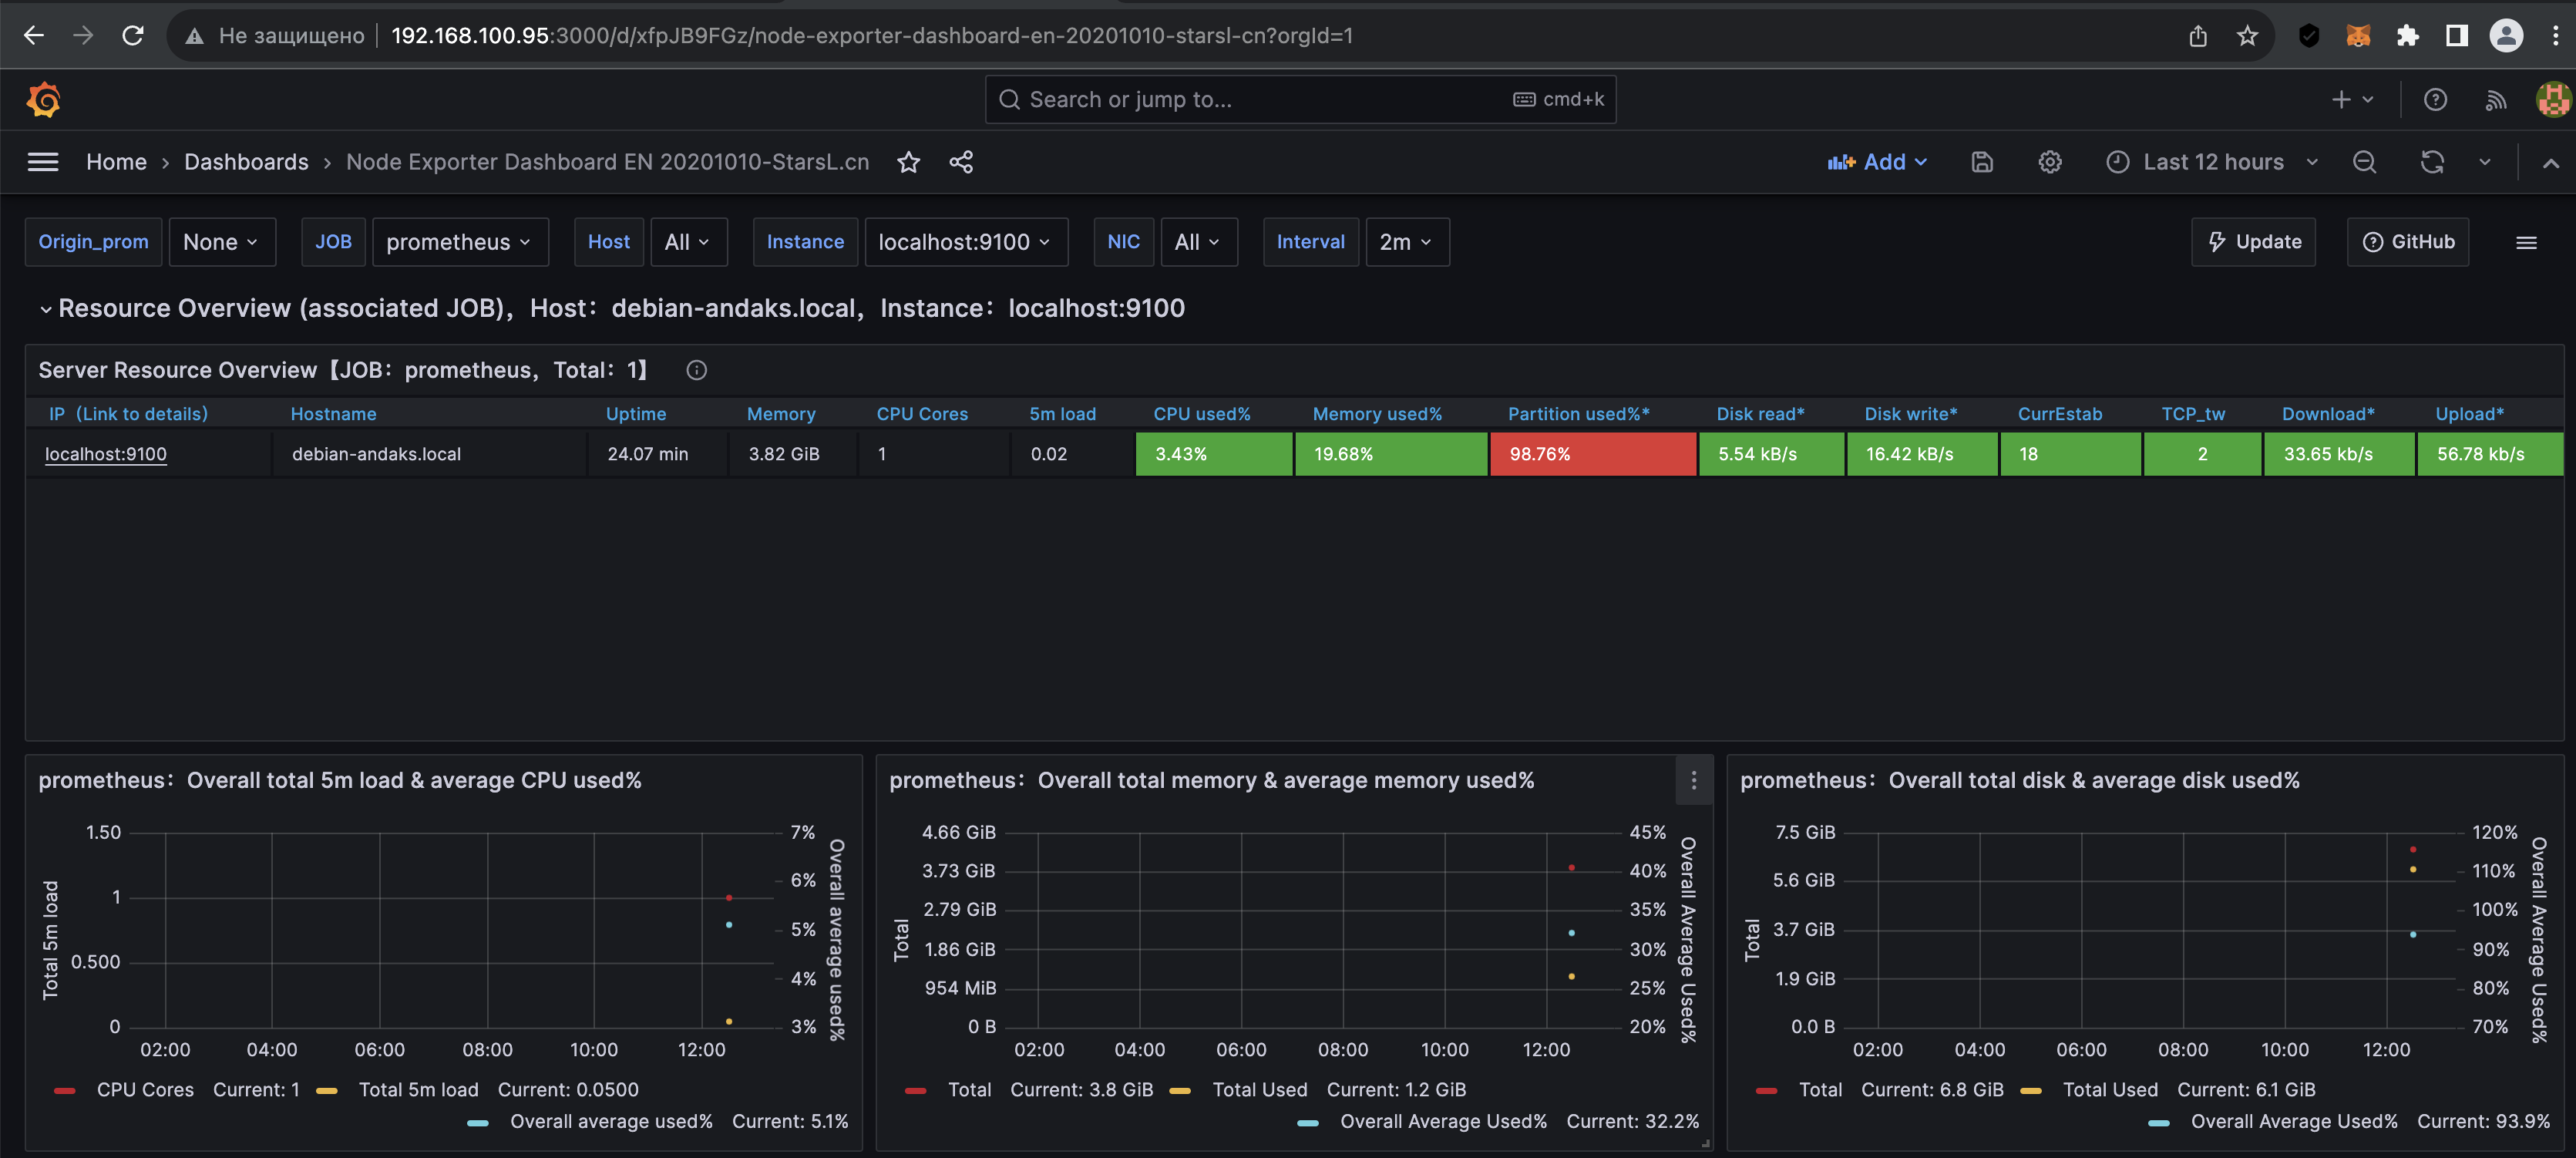 Не защищено 192.168.100.95:3000/d/xfpJB9FGz/node-exporter-dashboard-en-20201010-starsl-cn?orgId=1
Search or jump to... cmd+k
Home › Dashboards › Node Exporter Dashboard EN 20201010-StarsL.cn Add Last 12 hours
Origin_prom None JOB prometheus Host All Instance localhost:9100 NIC All Interval 2m Update GitHub
Resource Overview (associated JOB)，Host：debian-andaks.local，Instance：localhost:9100
Server Resource Overview【JOB：prometheus，Total：1】
IP（Link to details） Hostname Uptime Memory CPU Cores 5m load CPU used% Memory used% Partition used%* Disk read* Disk write* CurrEstab TCP_tw Download* Upload*
localhost:9100 debian-andaks.local 24.07 min 3.82 GiB 1 0.02 3.43% 19.68% 98.76% 5.54 kB/s 16.42 kB/s 18 2 33.65 kb/s 56.78 kb/s
prometheus：Overall total 5m load & average CPU used%
Total 5m load
1.50
1
0.500
0
7%
6%
5%
4%
3%
Overall average used%
02:00 04:00 06:00 08:00 10:00 12:00
CPU Cores Current: 1 Total 5m load Current: 0.0500
Overall average used% Current: 5.1%
prometheus：Overall total memory & average memory used%
Total
4.66 GiB
3.73 GiB
2.79 GiB
1.86 GiB
954 MiB
0 B
45%
40%
35%
30%
25%
20%
Overall Average Used%
02:00 04:00 06:00 08:00 10:00 12:00
Total Current: 3.8 GiB Total Used Current: 1.2 GiB
Overall Average Used% Current: 32.2%
prometheus：Overall total disk & average disk used%
Total
7.5 GiB
5.6 GiB
3.7 GiB
1.9 GiB
0.0 B
120%
110%
100%
90%
80%
70%
Overall Average Used%
02:00 04:00 06:00 08:00 10:00 12:00
Total Current: 6.8 GiB Total Used Current: 6.1 GiB
Overall Average Used% Current: 93.9%